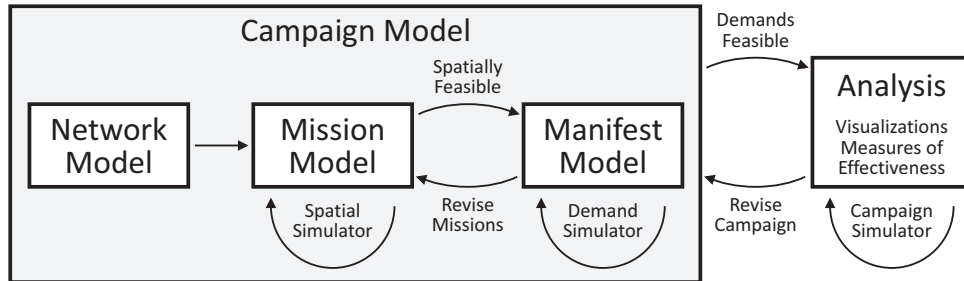 Campaign Model
Network
Model
Mission
Model
Spatially
Feasible
Manifest
Model
Revise
Missions
Spatial
Simulator
Demand
Simulator
Demands
Feasible
Revise
Campaign
Analysis
Visualizations
Measures of
Effectiveness
Campaign
Simulator